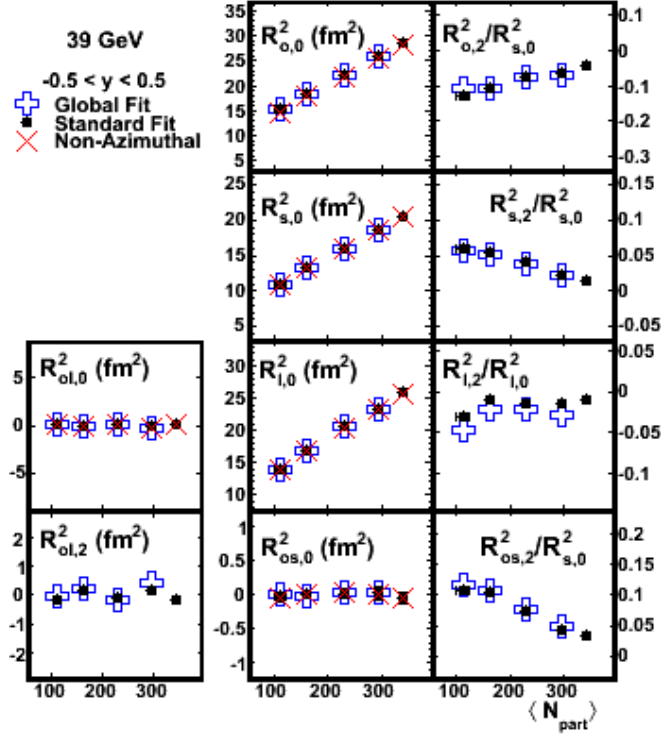 39 GeV
-0.5 < y < 0.5
Global Fit
Standard Fit
Non-Azimuthal
R²o,0 (fm²)
35
30
25
20
15
10
5
R²o,2/R²s,0
0.1
0
-0.1
-0.2
-0.3
R²s,0 (fm²)
25
20
15
10
5
R²s,2/R²s,0
0.15
0.1
0.05
0
-0.05
R²ol,0 (fm²)
5
0
-5
R²l,0 (fm²)
35
30
25
20
15
10
R²l,2/R²l,0
0.05
0
-0.05
-0.1
R²ol,2 (fm²)
2
1
0
-1
-2
100 200 300
R²os,0 (fm²)
1
0.5
0
-0.5
-1
100 200 300
R²os,2/R²s,0
0.2
0.15
0.1
0.05
0
100 200 300
⟨ Npart ⟩